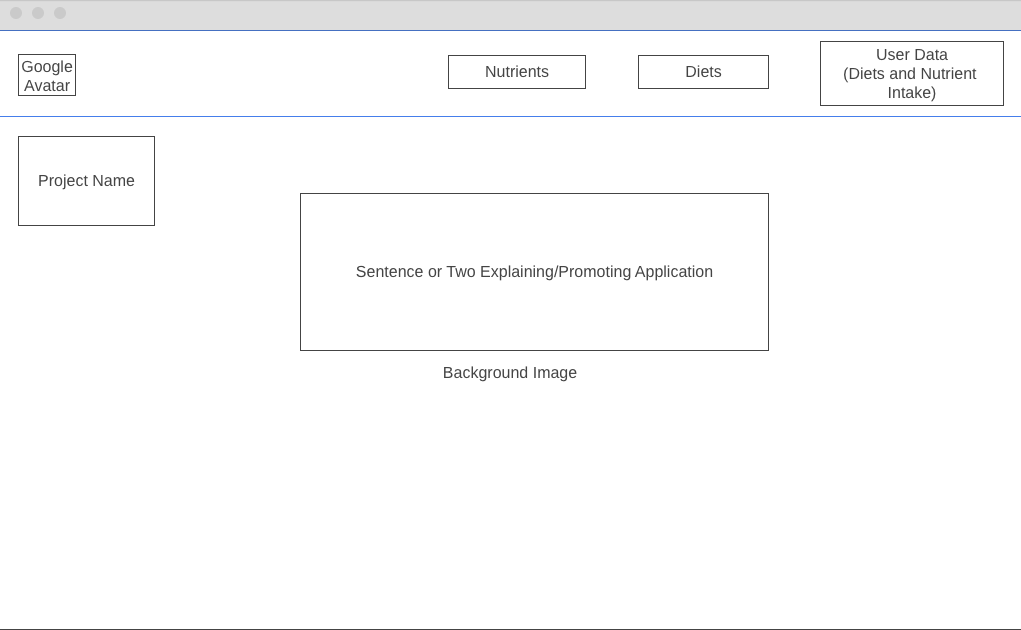 Google
Avatar
Nutrients
Diets
User Data
(Diets and Nutrient
Intake)
Project Name
Sentence or Two Explaining/Promoting Application
Background Image